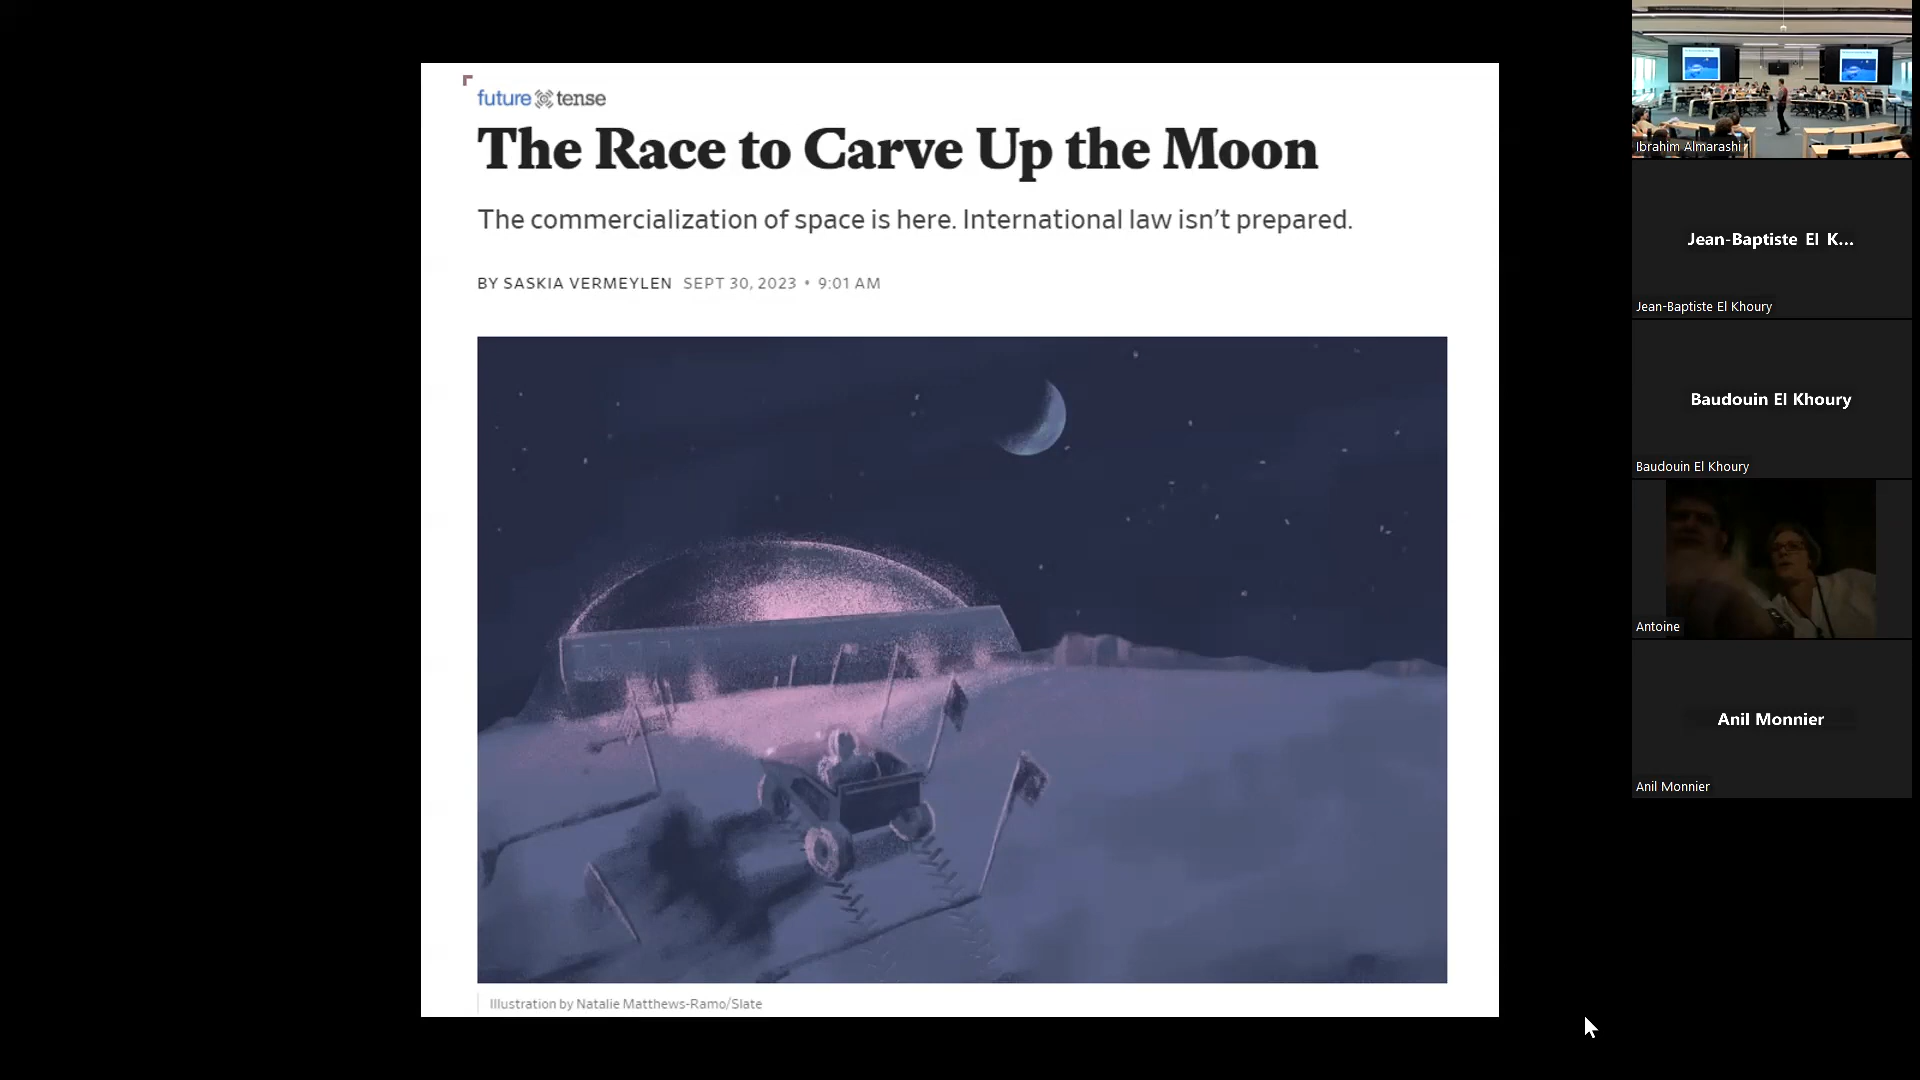 future tense
The Race to Carve Up the Moon
The commercialization of space is here. International law isn't prepared.
BY SASKIA VERMEYLEN SEPT 30, 2023 • 9:01 AM
Illustration by Natalie Matthews-Ramo/Slate
Ibrahim Almarashi
Jean-Baptiste El K...
Jean-Baptiste El Khoury
Baudouin El Khoury
Baudouin El Khoury
Antoine
Anil Monnier
Anil Monnier